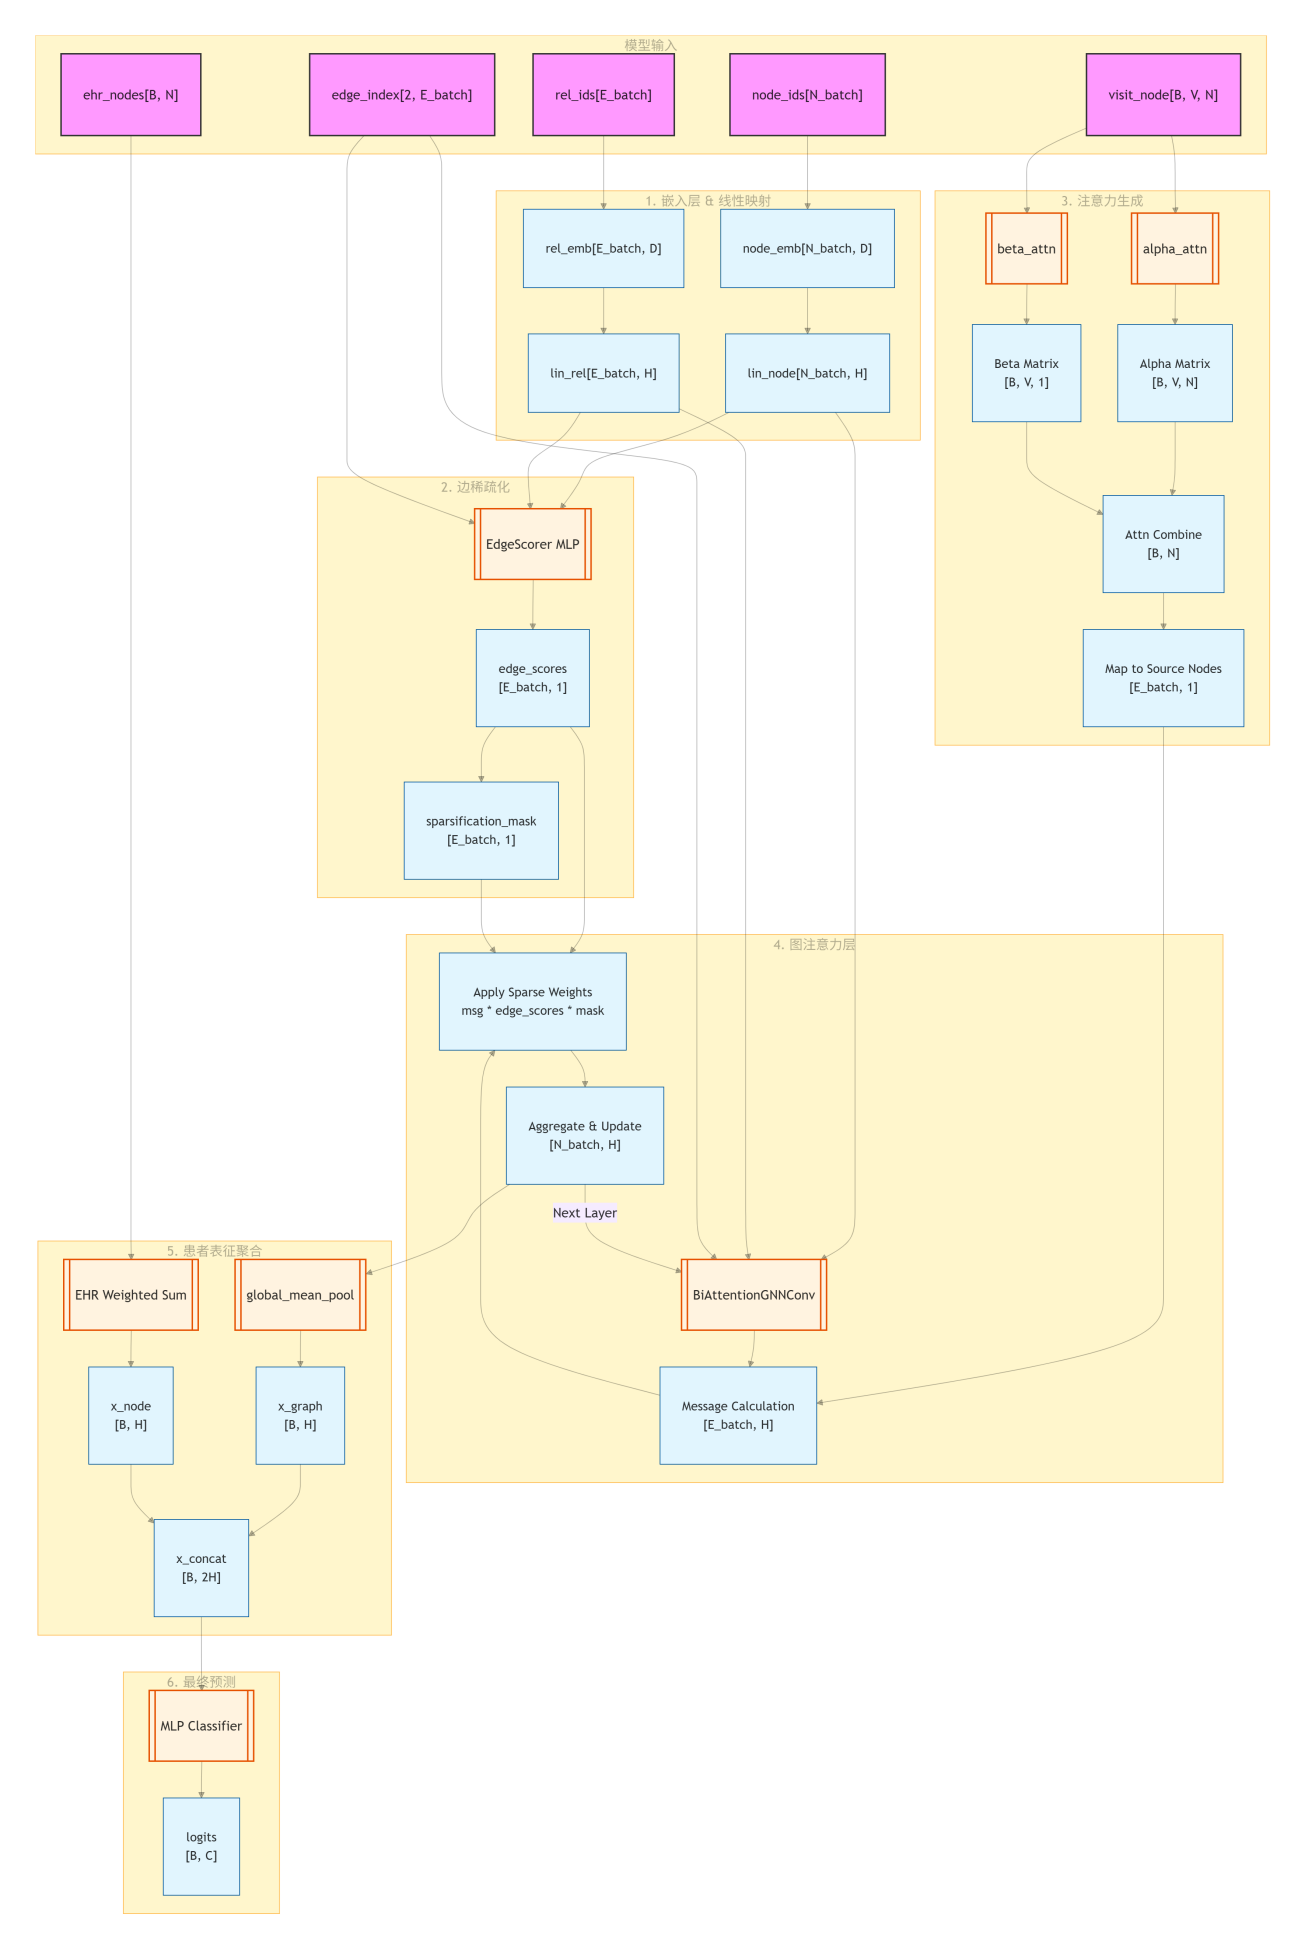 模型输入
ehr_nodes[B, N]
edge_index[2, E_batch]
rel_ids[E_batch]
node_ids[N_batch]
visit_node[B, V, N]
1. 嵌入层 & 线性映射
rel_emb[E_batch, D]
node_emb[N_batch, D]
lin_rel[E_batch, H]
lin_node[N_batch, H]
3. 注意力生成
beta_attn
alpha_attn
Beta Matrix
[B, V, 1]
Alpha Matrix
[B, V, N]
Attn Combine
[B, N]
Map to Source Nodes
[E_batch, 1]
2. 边稀疏化
EdgeScorer MLP
edge_scores
[E_batch, 1]
sparsification_mask
[E_batch, 1]
4. 图注意力层
Apply Sparse Weights
msg * edge_scores * mask
Aggregate & Update
[N_batch, H]
Next Layer
BiAttentionGNNConv
Message Calculation
[E_batch, H]
5. 患者表征聚合
EHR Weighted Sum
global_mean_pool
x_node
[B, H]
x_graph
[B, H]
x_concat
[B, 2H]
6. 最终预测
MLP Classifier
logits
[B, C]